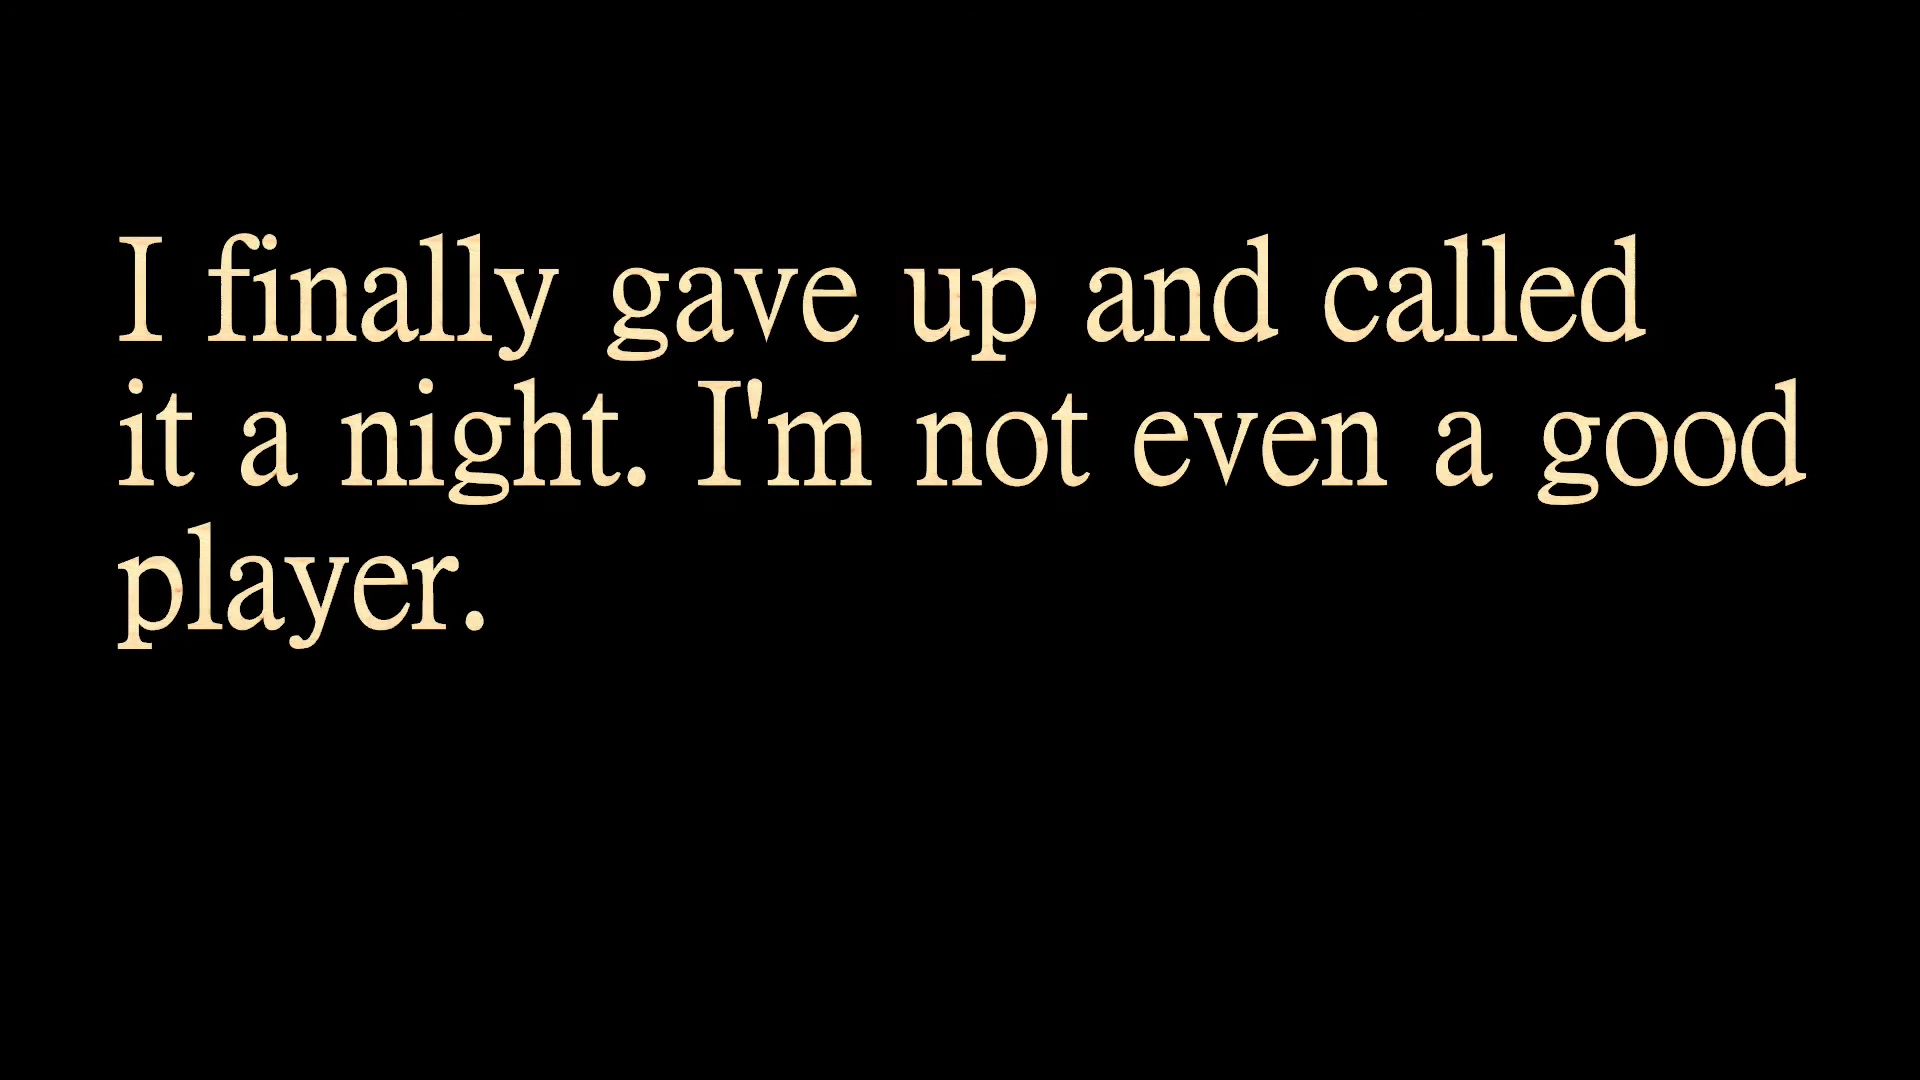 I finally gave up and called
it a night. I'm not even a good
player.